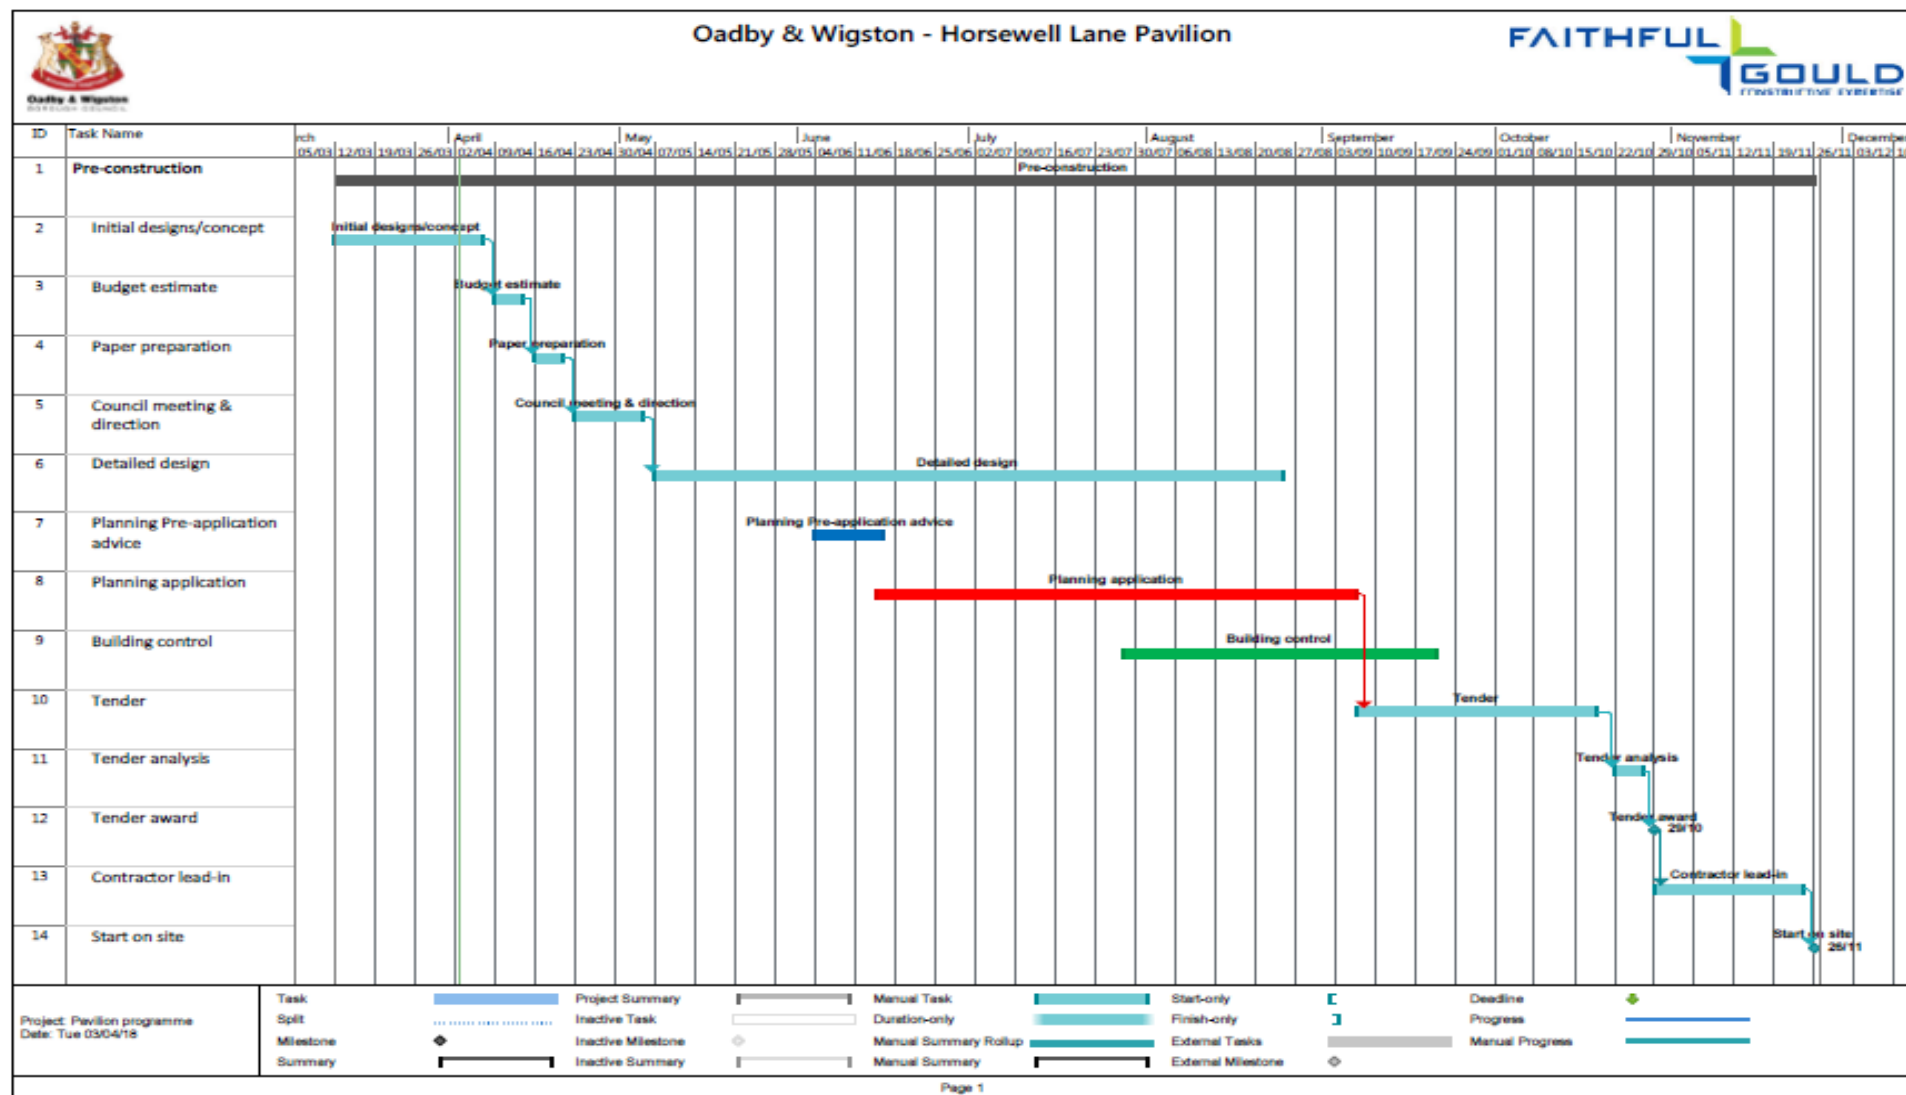 Oadby & Wigston - Horsewell Lane Pavilion
FAITHFUL
GOULD
CONSTRUCTIVE EXPERTISE
Oadby & Wigston
BOROUGH COUNCIL
ID Task Name
rch April May June July August September October November December
05/03 12/03 19/03 26/03 02/04 09/04 16/04 23/04 30/04 07/05 14/05 21/05 28/05 04/06 11/06 18/06 25/06 02/07 09/07 16/07 23/07 30/07 06/08 13/08 20/08 27/08 03/09 10/09 17/09 24/09 01/10 08/10 15/10 22/10 29/10 05/11 12/11 19/11 26/11 03/12 1
1 Pre-construction
Pre-construction
2 Initial designs/concept
Initial designs/concept
3 Budget estimate
Budget estimate
4 Paper preparation
Paper preparation
5 Council meeting &
direction
Council meeting & direction
6 Detailed design
Detailed design
7 Planning Pre-application
advice
Planning Pre-application advice
8 Planning application
Planning application
9 Building control
Building control
10 Tender
Tender
11 Tender analysis
Tender analysis
12 Tender award
Tender award
29/10
13 Contractor lead-in
Contractor lead-in
14 Start on site
Start on site
26/11
Project: Pavilion programme
Date: Tue 03/04/18
Task Project Summary Manual Task Start-only Deadline
Split Inactive Task Duration-only Finish-only Progress
Milestone Inactive Milestone Manual Summary Rollup External Tasks Manual Progress
Summary Inactive Summary Manual Summary External Milestone
Page 1